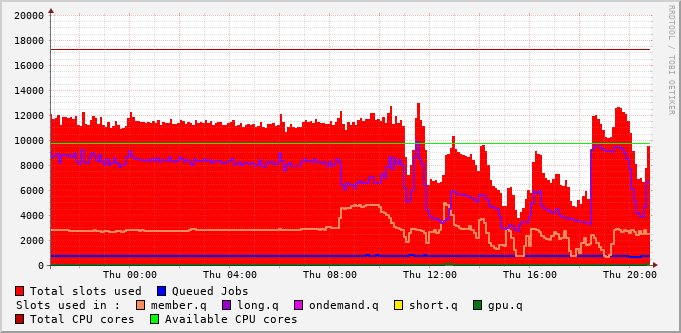 20000
18000
16000
14000
12000
10000
8000
6000
4000
2000
0
Thu 00:00 Thu 04:00 Thu 08:00 Thu 12:00 Thu 16:00 Thu 20:00
Total slots used Queued Jobs
Slots used in : member.q long.q ondemand.q short.q gpu.q
Total CPU cores Available CPU cores
RRDTOOL / TOBI OETIKER